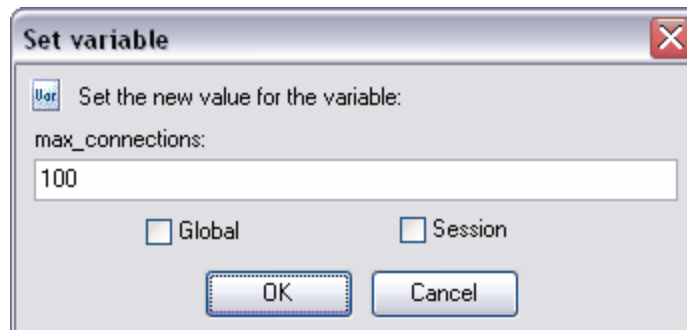 Set variable
Var Set the new value for the variable:
max_connections:
100
Global Session
OK Cancel